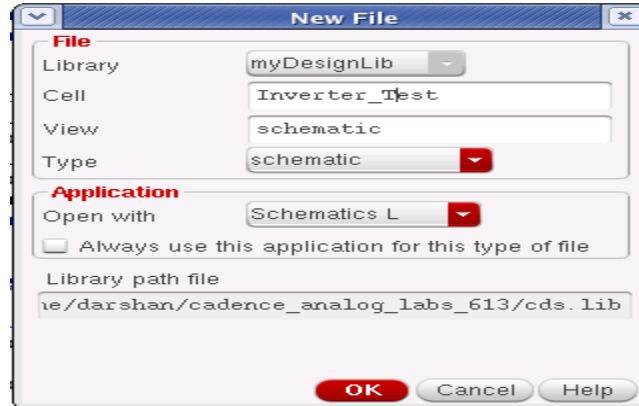 New File
File
Library myDesignLib
Cell Inverter_Test
View schematic
Type schematic
Application
Open with Schematics L
Always use this application for this type of file
Library path file
ne/darshan/cadence_analog_labs_613/cds.lib
OK Cancel Help